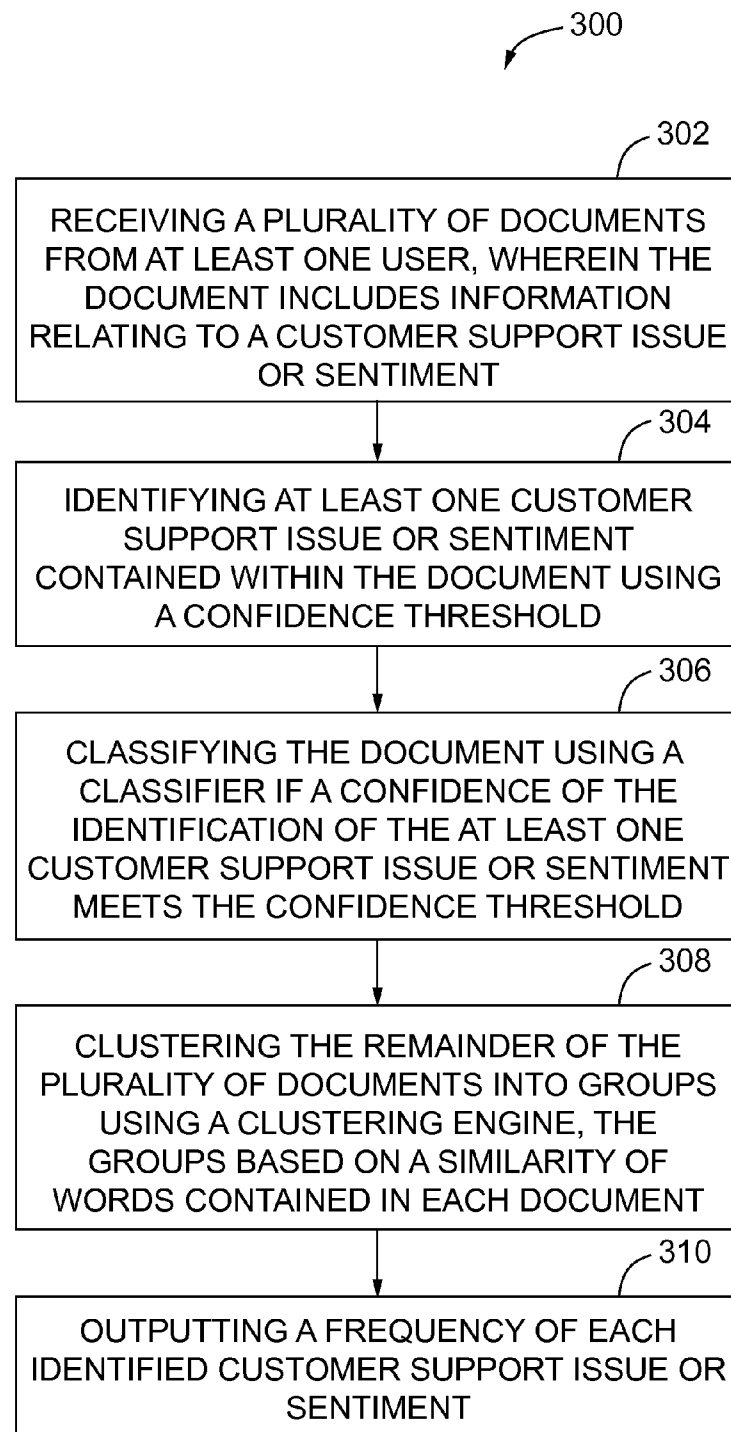 300
302
RECEIVING A PLURALITY OF DOCUMENTS
FROM AT LEAST ONE USER, WHEREIN THE
DOCUMENT INCLUDES INFORMATION
RELATING TO A CUSTOMER SUPPORT ISSUE
OR SENTIMENT
304
IDENTIFYING AT LEAST ONE CUSTOMER
SUPPORT ISSUE OR SENTIMENT
CONTAINED WITHIN THE DOCUMENT USING
A CONFIDENCE THRESHOLD
306
CLASSIFYING THE DOCUMENT USING A
CLASSIFIER IF A CONFIDENCE OF THE
IDENTIFICATION OF THE AT LEAST ONE
CUSTOMER SUPPORT ISSUE OR SENTIMENT
MEETS THE CONFIDENCE THRESHOLD
308
CLUSTERING THE REMAINDER OF THE
PLURALITY OF DOCUMENTS INTO GROUPS
USING A CLUSTERING ENGINE, THE
GROUPS BASED ON A SIMILARITY OF
WORDS CONTAINED IN EACH DOCUMENT
310
OUTPUTTING A FREQUENCY OF EACH
IDENTIFIED CUSTOMER SUPPORT ISSUE OR
SENTIMENT